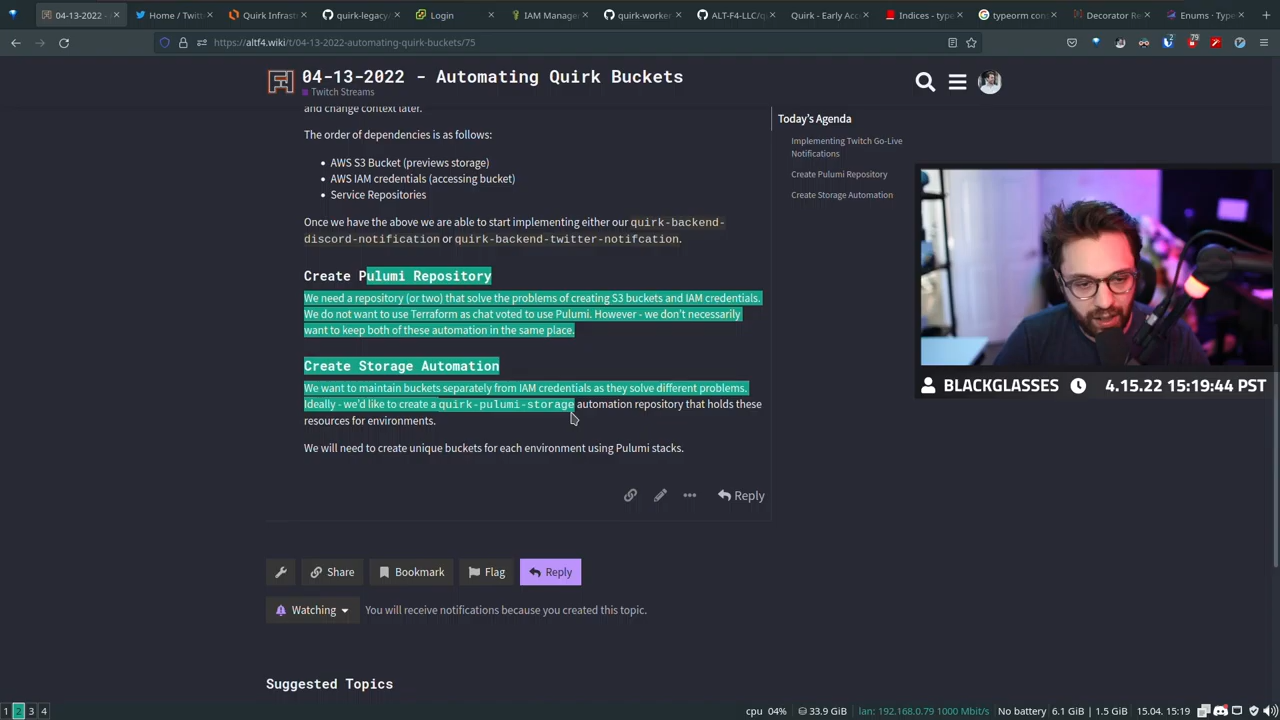 04-13-2022 -
Home / Twitt
Quirk Infrast
quirk-legacy/
Login
IAM Manage
quirk-worker
ALT-F4-LLC/q
Quirk - Early Acc
Indices - type
typeorm con
Decorator Re
Enums · Type
https://altf4.wiki/t/04-13-2022-automating-quirk-buckets/75
2
79
04-13-2022 - Automating Quirk Buckets
Twitch Streams
and change context later.
The order of dependencies is as follows:
• AWS S3 Bucket (previews storage)
• AWS IAM credentials (accessing bucket)
• Service Repositories
Once we have the above we are able to start implementing either our quirk-backend-
discord-notification or quirk-backend-twitter-notifcation.
Create Pulumi Repository
We need a repository (or two) that solve the problems of creating S3 buckets and IAM credentials.
We do not want to use Terraform as chat voted to use Pulumi. However - we don't necessarily
want to keep both of these automation in the same place.
Create Storage Automation
We want to maintain buckets separately from IAM credentials as they solve different problems.
Ideally - we'd like to create a quirk-pulumi-storage automation repository that holds these
resources for environments.
We will need to create unique buckets for each environment using Pulumi stacks.
Reply
Share
Bookmark
Flag
Reply
Watching
You will receive notifications because you created this topic.
Suggested Topics
Today's Agenda
Implementing Twitch Go-Live
Notifications
Create Pulumi Repository
Create Storage Automation
BLACKGLASSES
4.15.22 15:19:44 PST
1 2 3 4
cpu 04%
33.9 GiB
lan: 192.168.0.79 1000 Mbit/s
No battery
6.1 GiB | 1.5 GiB
15.04. 15:19